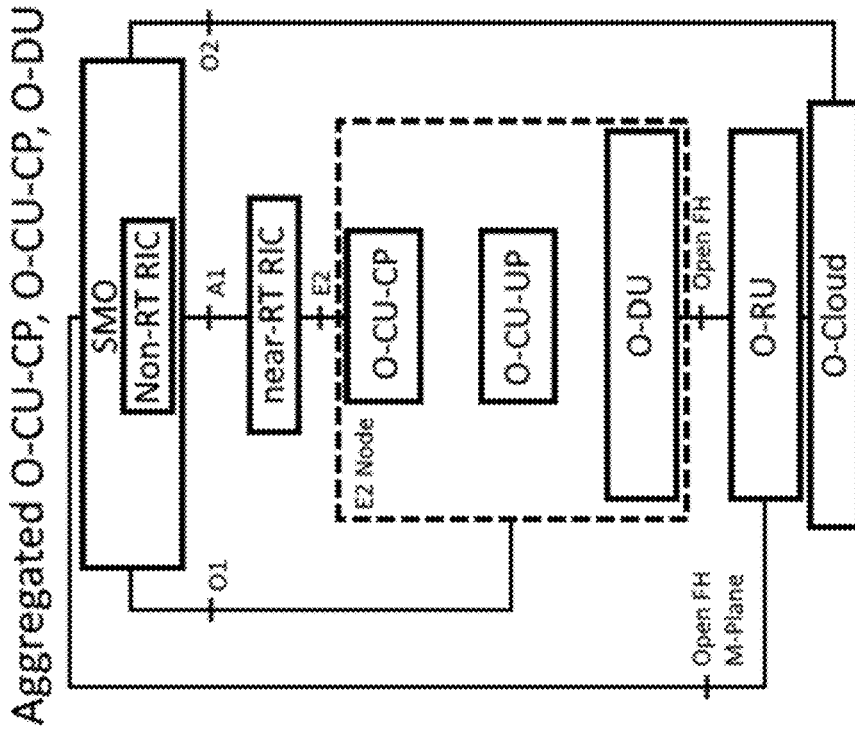 Aggregated O-CU-CP, O-CU-CP, O-DU
SMO
Non-RT RIC
O1
A1
O2
near-RT RIC
E2
E2 Node
O-CU-CP
O-CU-UP
O-DU
Open FH
M-Plane
Open FH
O-RU
O-Cloud